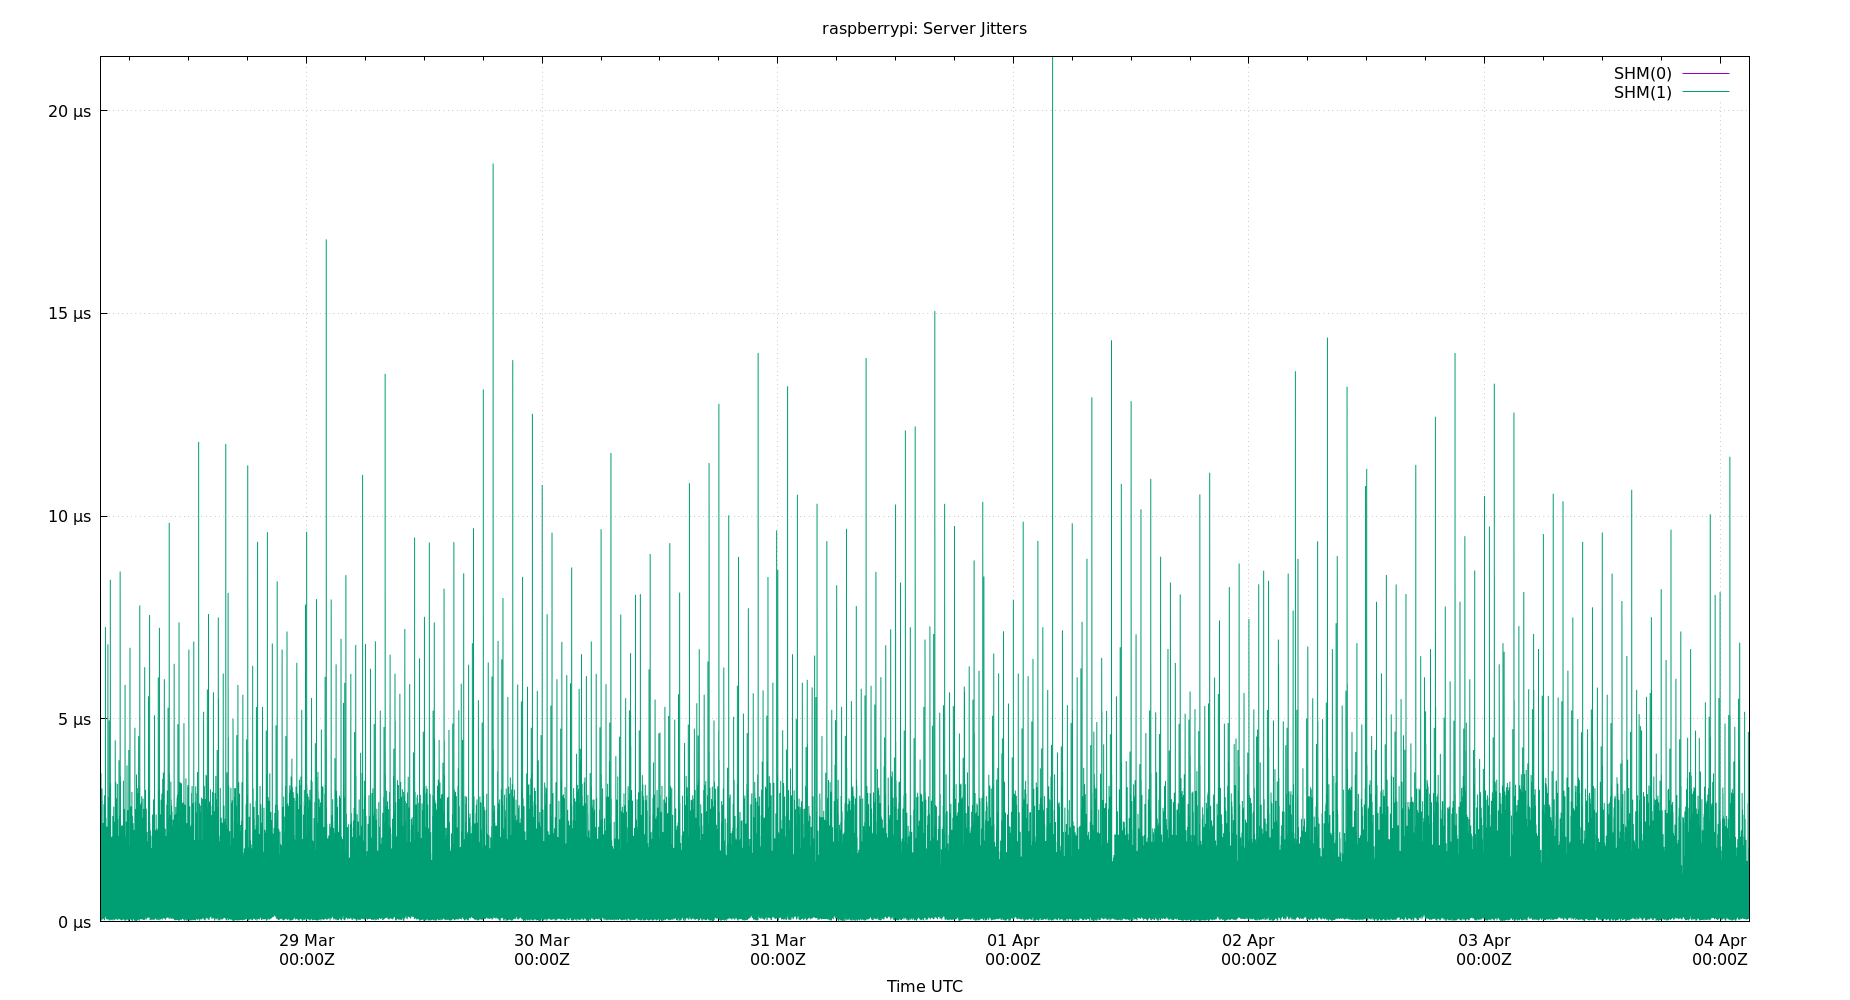 raspberrypi: Server Jitters
SHM(0)
SHM(1)
20 µs
15 µs
10 µs
5 µs
0 µs
29 Mar 30 Mar 31 Mar 01 Apr 02 Apr 03 Apr 04 Apr
00:00Z 00:00Z 00:00Z 00:00Z 00:00Z 00:00Z 00:00Z
Time UTC